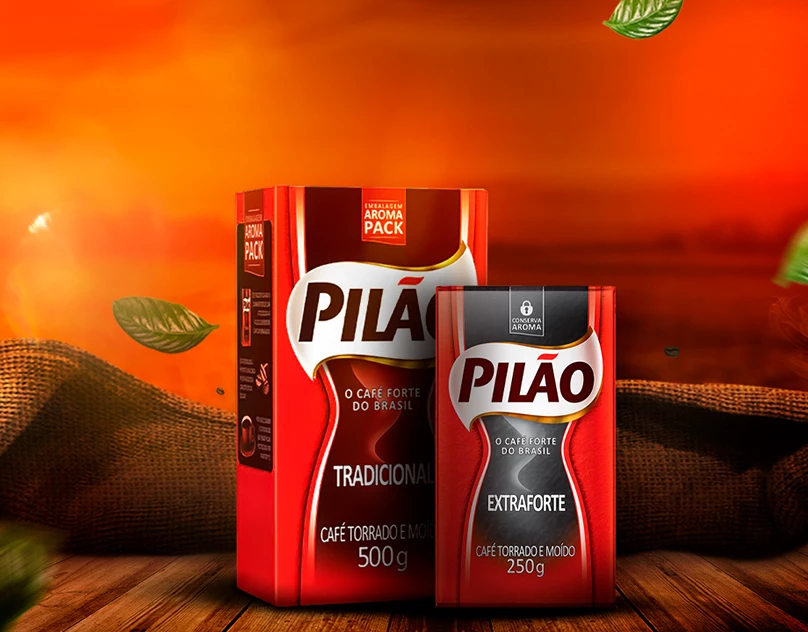 EMBALAGEM
AROMA
PACK
AROMA
PACK
PILÃO
O CAFÉ FORTE
DO BRASIL
TRADICIONAL
CAFÉ TORRADO E
500g
CONSERVA
AROMA
PILÃO
O CAFÉ FORTE
DO BRASIL
EXTRAFORTE
CAFÉ TORRADO E MOÍDO
250g